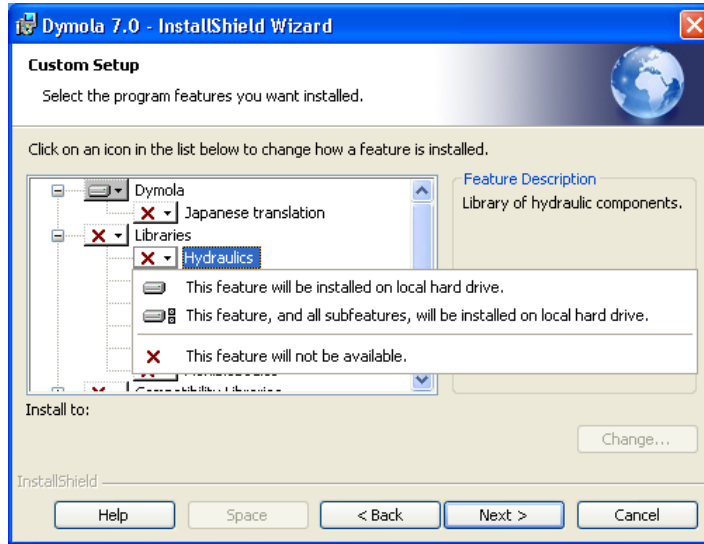 Dymola 7.0 - InstallShield Wizard
Custom Setup
Select the program features you want installed.
Click on an icon in the list below to change how a feature is installed.
Dymola
Japanese translation
Libraries
Hydraulics
Feature Description
Library of hydraulic components.
This feature will be installed on local hard drive.
This feature, and all subfeatures, will be installed on local hard drive.
This feature will not be available.
Install to:
Change...
InstallShield
Help
Space
< Back
Next >
Cancel